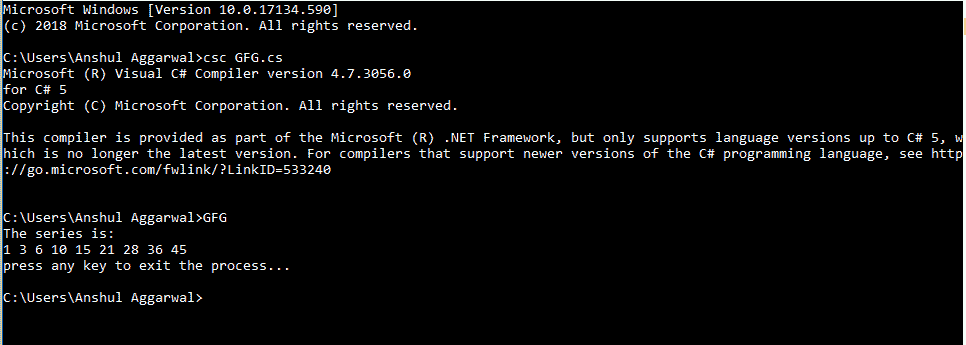 Microsoft Windows [Version 10.0.17134.590]
(c) 2018 Microsoft Corporation. All rights reserved.
C:\Users\Anshul Aggarwal>csc GFG.cs
Microsoft (R) Visual C# Compiler version 4.7.3056.0
for C# 5
Copyright (C) Microsoft Corporation. All rights reserved.
This compiler is provided as part of the Microsoft (R) .NET Framework, but only supports language versions up to C# 5, w
hich is no longer the latest version. For compilers that support newer versions of the C# programming language, see http
://go.microsoft.com/fwlink/?LinkID=533240
C:\Users\Anshul Aggarwal>GFG
The series is:
1 3 6 10 15 21 28 36 45
press any key to exit the process...
C:\Users\Anshul Aggarwal>